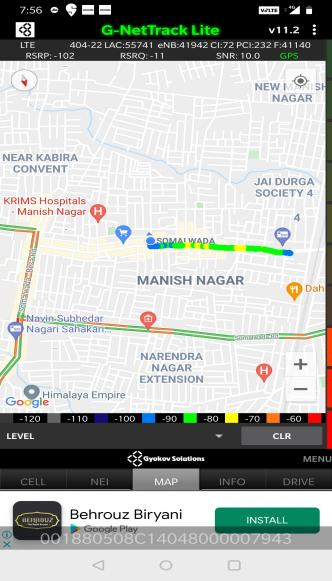 7:56
VoLTE 4G
G-NetTrack Lite v11.2
LTE 404-22 LAC:55741 eNB:41942 CI:72 PCI:232 F:41140
RSRP: -102 RSRQ: -11 SNR: 10.0 GPS
NEW MANISH
NAGAR
NEAR KABIRA
CONVENT
JAI DURGA
SOCIETY 4
4
KRIMS Hospitals
- Manish Nagar
SOMALWADA
MANISH NAGAR
Dah
Navin Subhedar
Nagari Sahakari...
NARENDRA
NAGAR
EXTENSION
Himalaya Empire
Google
+
−
-120 -110 -100 -90 -80 -70 -60
LEVEL CLR
Gyokov Solutions MENU
CELL NEI MAP INFO DRIVE
BEHROUZ
Behrouz Biryani
Google Play
INSTALL
001880508C14048000007943